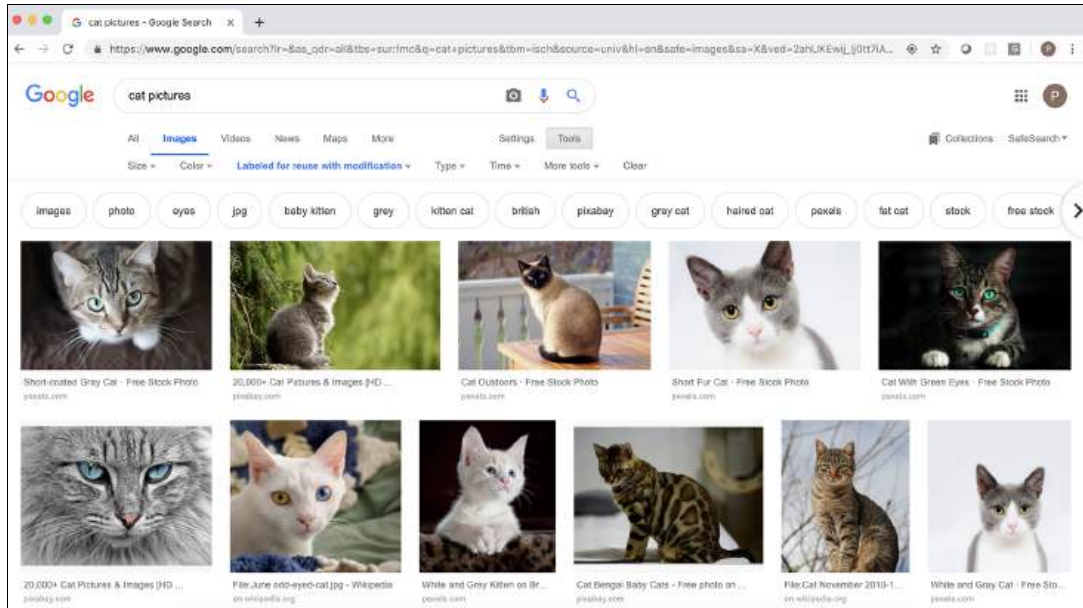 cat pictures - Google Search
https://www.google.com/search?lr=&as_qdr=all&tbs=sur:fmc&q=cat+pictures&tbm=isch&source=univ&hl=en&safe=images&sa=X&ved=
Google cat pictures P
All Images Videos News Maps More Settings Tools Collections SafeSearch
Size Color Labeled for reuse with modification Type Time More tools Clear
images photo eyes jpg baby kitten grey kitten cat british pixabay gray cat haired cat pexels fat cat stock free stock
Short-coated Gray Cat · Free Stock Photo 20,000+ Cat Pictures & Images [HD ... Cat Outdoors · Free Stock Photo Short Fur Cat · Free Stock Photo Cat With Green Eyes · Free Stock Photo
pexels.com pixabay.com pexels.com pexels.com pexels.com
20,000+ Cat Pictures & Images [HD ... File:June odd-eyed-cat.jpg - Wikipedia White and Grey Kitten on Br... Cat Bengal Baby Cats - Free photo on ... File:Cat November 2010-1... White and Gray Cat · Free Sto...
pixabay.com en.wikipedia.org pexels.com pixabay.com en.wikipedia.org pexels.com